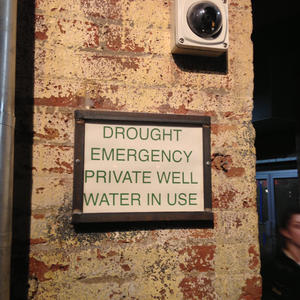 DROUGHT
EMERGENCY
PRIVATE WELL
WATER IN USE